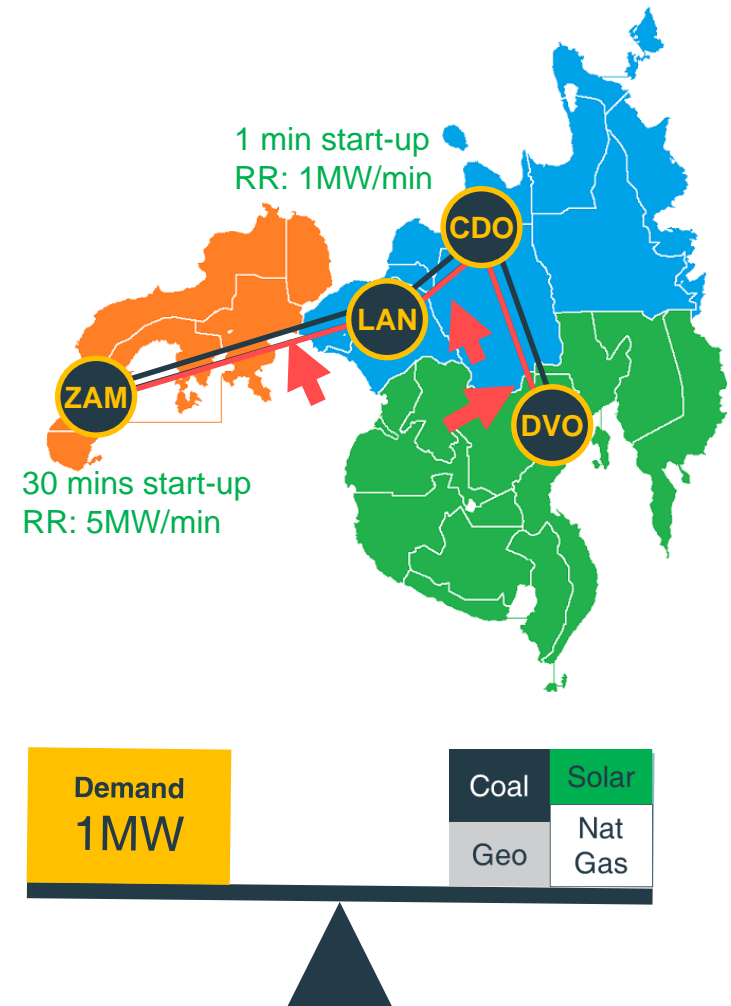 1 min start-up
RR: 1MW/min
CDO
LAN
ZAM
DVO
30 mins start-up
RR: 5MW/min
Demand
1MW
Coal
Solar
Geo
Nat
Gas